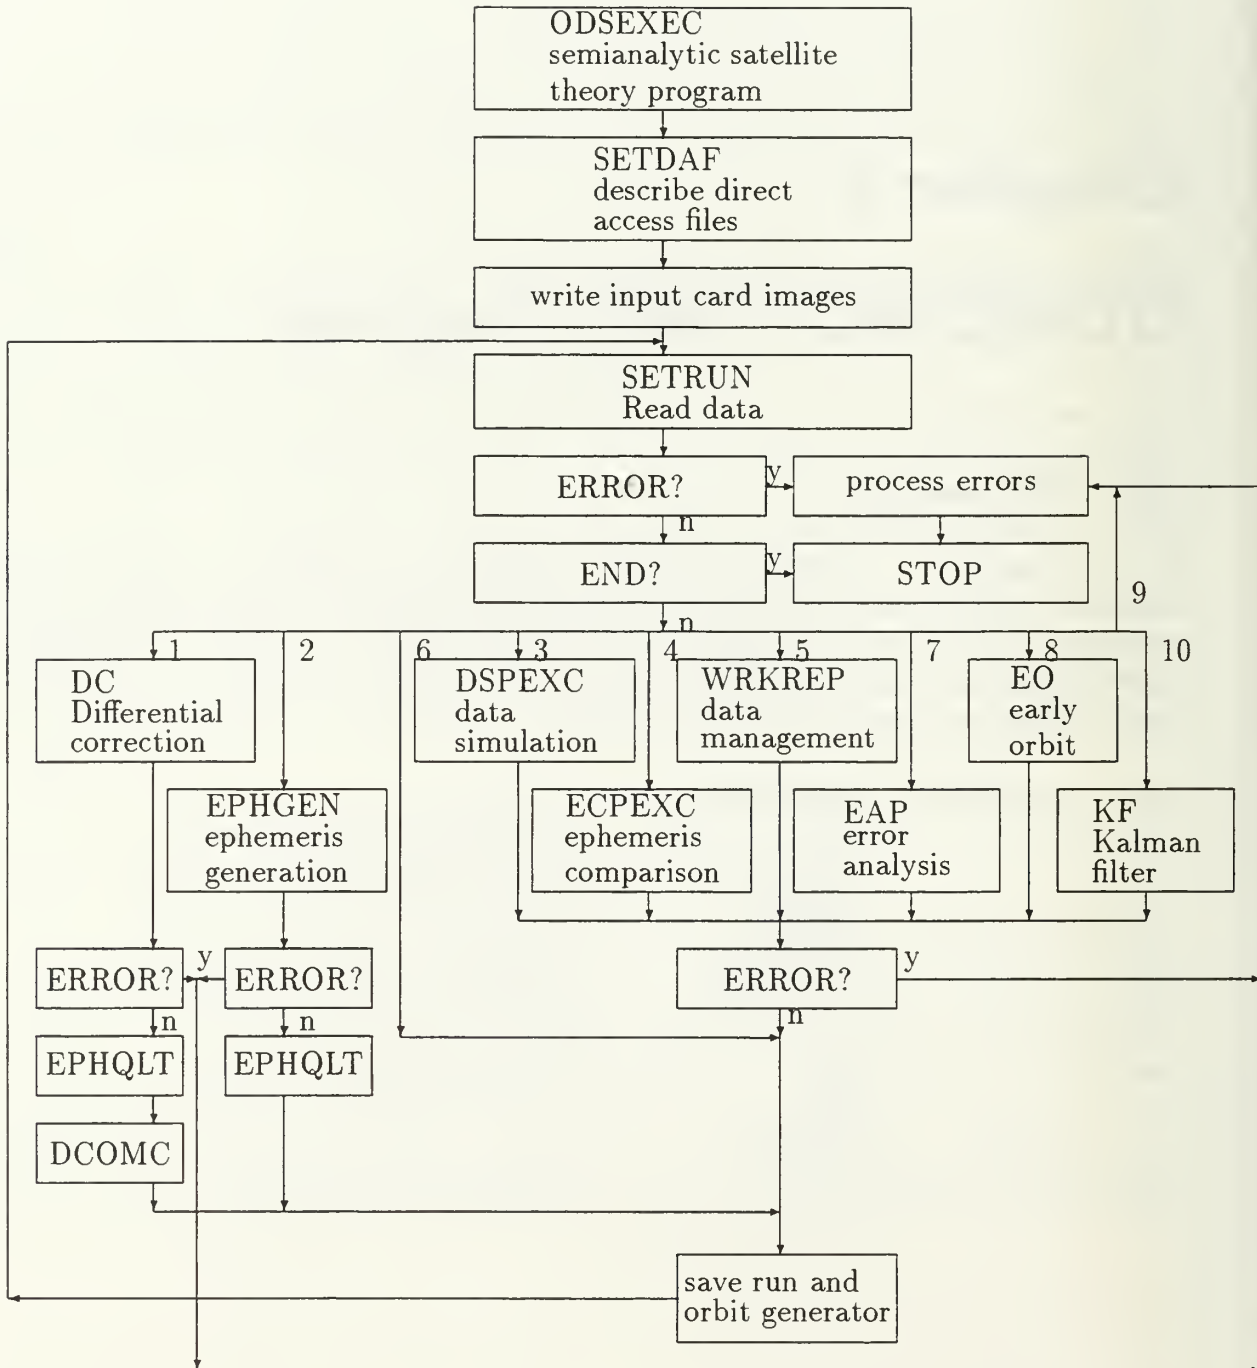 ODSEXEC
semianalytic satellite
theory program
SETDAF
describe direct
access files
write input card images
SETRUN
Read data
ERROR?
y
process errors
n
END?
y
STOP
9
n
1
2
6
3
4
5
7
8
10
DC
Differential
correction
DSPEXC
data
simulation
WRKREP
data
management
EO
early
orbit
EPHGEN
ephemeris
generation
ECPEXC
ephemeris
comparison
EAP
error
analysis
KF
Kalman
filter
ERROR?
y
ERROR?
ERROR?
y
n
n
n
EPHQLT
EPHQLT
DCOMC
save run and
orbit generator